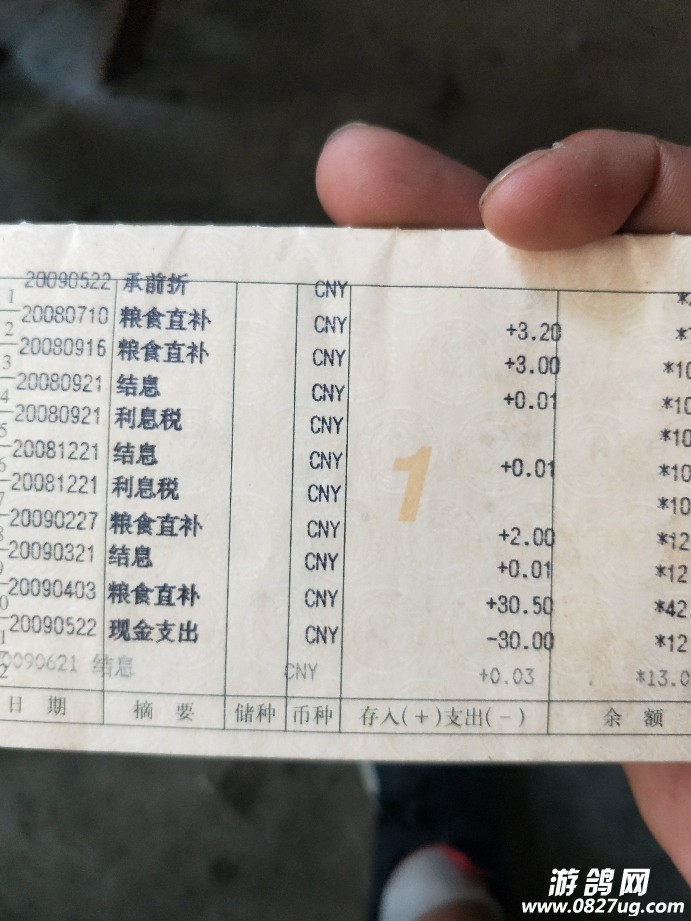 20090522 承前折 CNY
1 20080710 粮食直补 CNY +3.20
2 20080916 粮食直补 CNY +3.00 *10
3 20080921 结息 CNY +0.01 *10
4 20080921 利息税 CNY *10
5 20081221 结息 CNY +0.01 *10
6 20081221 利息税 CNY *10
7 20090227 粮食直补 CNY +2.00 *12
8 20090321 结息 CNY +0.01 *12
9 20090403 粮食直补 CNY +30.50 *42
0 20090522 现金支出 CNY -30.00 *12
1 0090621 结息 CNY +0.03 *13.0
2
日期 摘要 储种 币种 存入(+)支出(-) 余额
1
游鸽网
www.0827ug.com